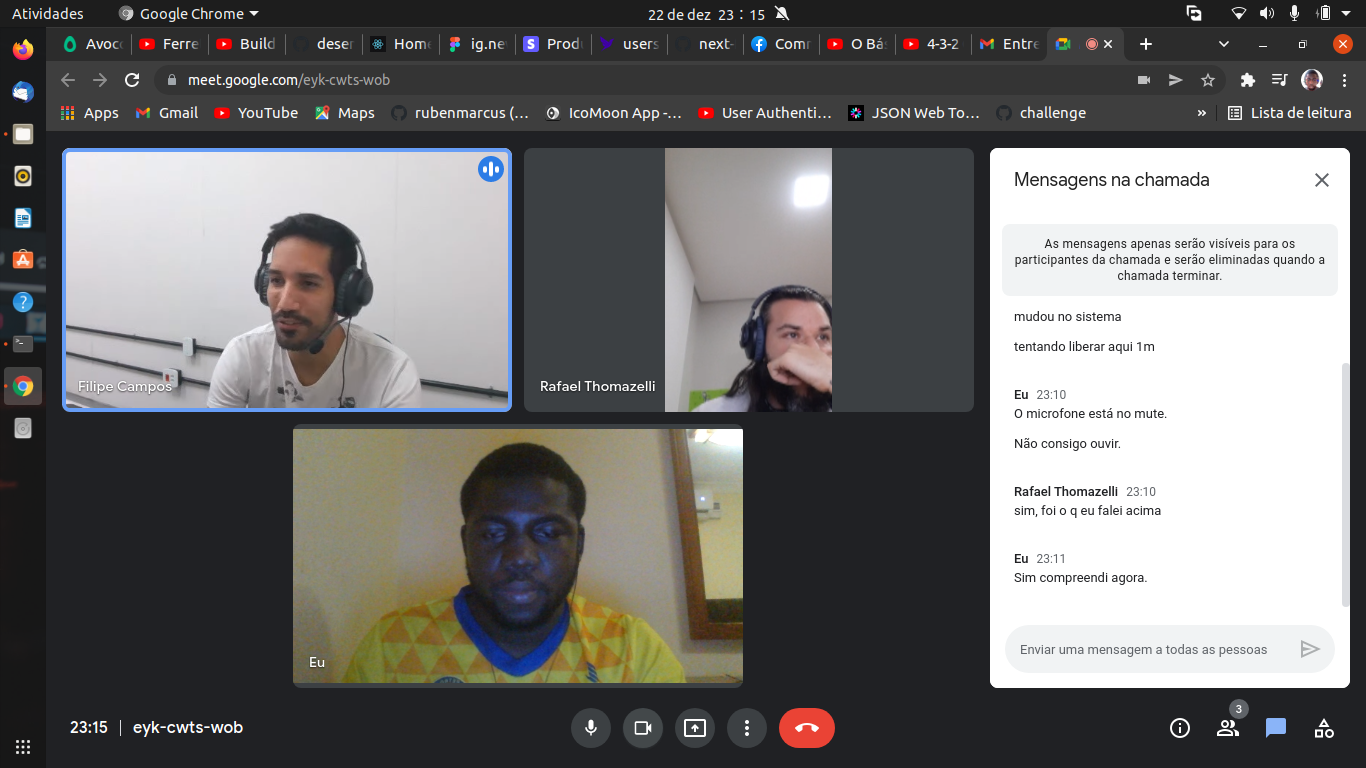 Atividades
Google Chrome
22 de dez 23 : 15
Avoc
Ferre
Build
deser
Home
ig.ne
Produ
users
next-
Com
O Bá
4-3-2
Entre
meet.google.com/eyk-cwts-wob
Apps
Gmail
YouTube
Maps
rubenmarcus (...
IcoMoon App -...
User Authenti...
JSON Web To...
challenge
»
Lista de leitura
Filipe Campos
Rafael Thomazelli
Eu
Mensagens na chamada
As mensagens apenas serão visíveis para os
participantes da chamada e serão eliminadas quando a
chamada terminar.
mudou no sistema
tentando liberar aqui 1m
Eu 23:10
O microfone está no mute.
Não consigo ouvir.
Rafael Thomazelli 23:10
sim, foi o q eu falei acima
Eu 23:11
Sim compreendi agora.
Enviar uma mensagem a todas as pessoas
23:15 | eyk-cwts-wob
3